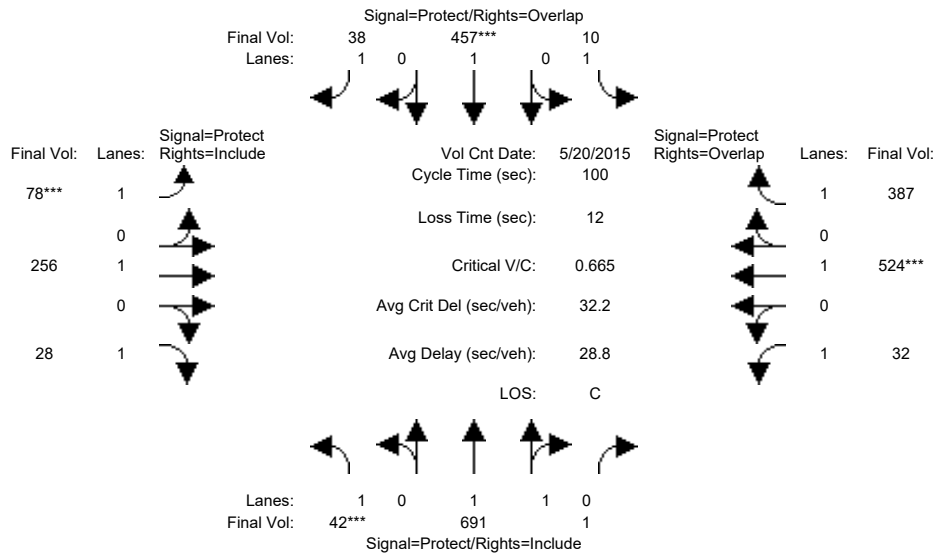 Signal=Protect/Rights=Overlap
Final Vol: 38 457*** 10
Lanes: 1 0 1 0 1
Signal=Protect
Final Vol: Lanes: Rights=Include
Vol Cnt Date: 5/20/2015
Signal=Protect
Rights=Overlap Lanes: Final Vol:
Cycle Time (sec): 100
78*** 1
1 387
Loss Time (sec): 12
0
0
256 1
Critical V/C: 0.665
1 524***
0
Avg Crit Del (sec/veh): 32.2
0
28 1
Avg Delay (sec/veh): 28.8
1 32
LOS: C
Lanes: 1 0 1 1 0
Final Vol: 42*** 691 1
Signal=Protect/Rights=Include